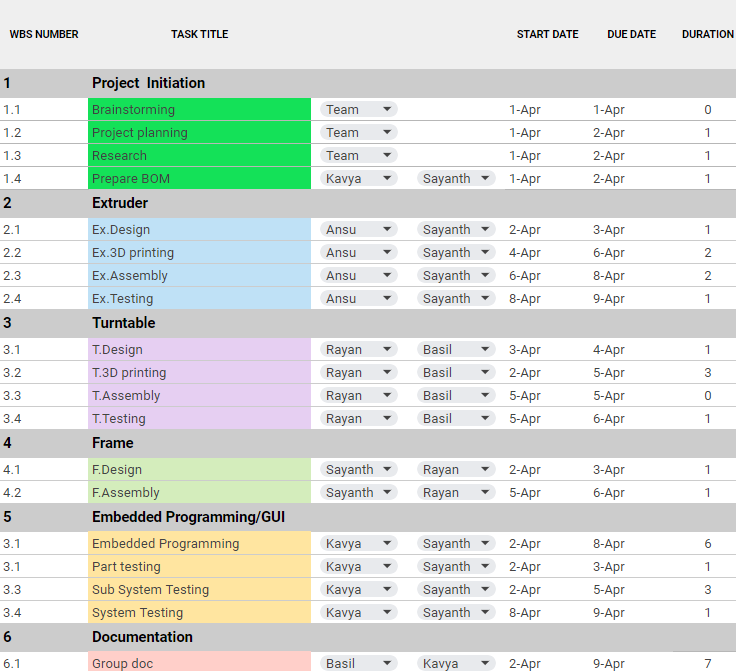 WBS NUMBER TASK TITLE START DATE DUE DATE DURATION
1 Project Initiation
1.1 Brainstorming Team 1-Apr 1-Apr 0
1.2 Project planning Team 1-Apr 2-Apr 1
1.3 Research Team 1-Apr 2-Apr 1
1.4 Prepare BOM Kavya Sayanth 1-Apr 2-Apr 1
2 Extruder
2.1 Ex.Design Ansu Sayanth 2-Apr 3-Apr 1
2.2 Ex.3D printing Ansu Sayanth 4-Apr 6-Apr 2
2.3 Ex.Assembly Ansu Sayanth 6-Apr 8-Apr 2
2.4 Ex.Testing Ansu Sayanth 8-Apr 9-Apr 1
3 Turntable
3.1 T.Design Rayan Basil 3-Apr 4-Apr 1
3.2 T.3D printing Rayan Basil 2-Apr 5-Apr 3
3.3 T.Assembly Rayan Basil 5-Apr 5-Apr 0
3.4 T.Testing Rayan Basil 5-Apr 6-Apr 1
4 Frame
4.1 F.Design Sayanth Rayan 2-Apr 3-Apr 1
4.2 F.Assembly Sayanth Rayan 5-Apr 6-Apr 1
5 Embedded Programming/GUI
3.1 Embedded Programming Kavya Sayanth 2-Apr 8-Apr 6
3.1 Part testing Kavya Sayanth 2-Apr 3-Apr 1
3.3 Sub System Testing Kavya Sayanth 2-Apr 5-Apr 3
3.4 System Testing Kavya Sayanth 8-Apr 9-Apr 1
6 Documentation
6.1 Group doc Basil Kavya 2-Apr 9-Apr 7